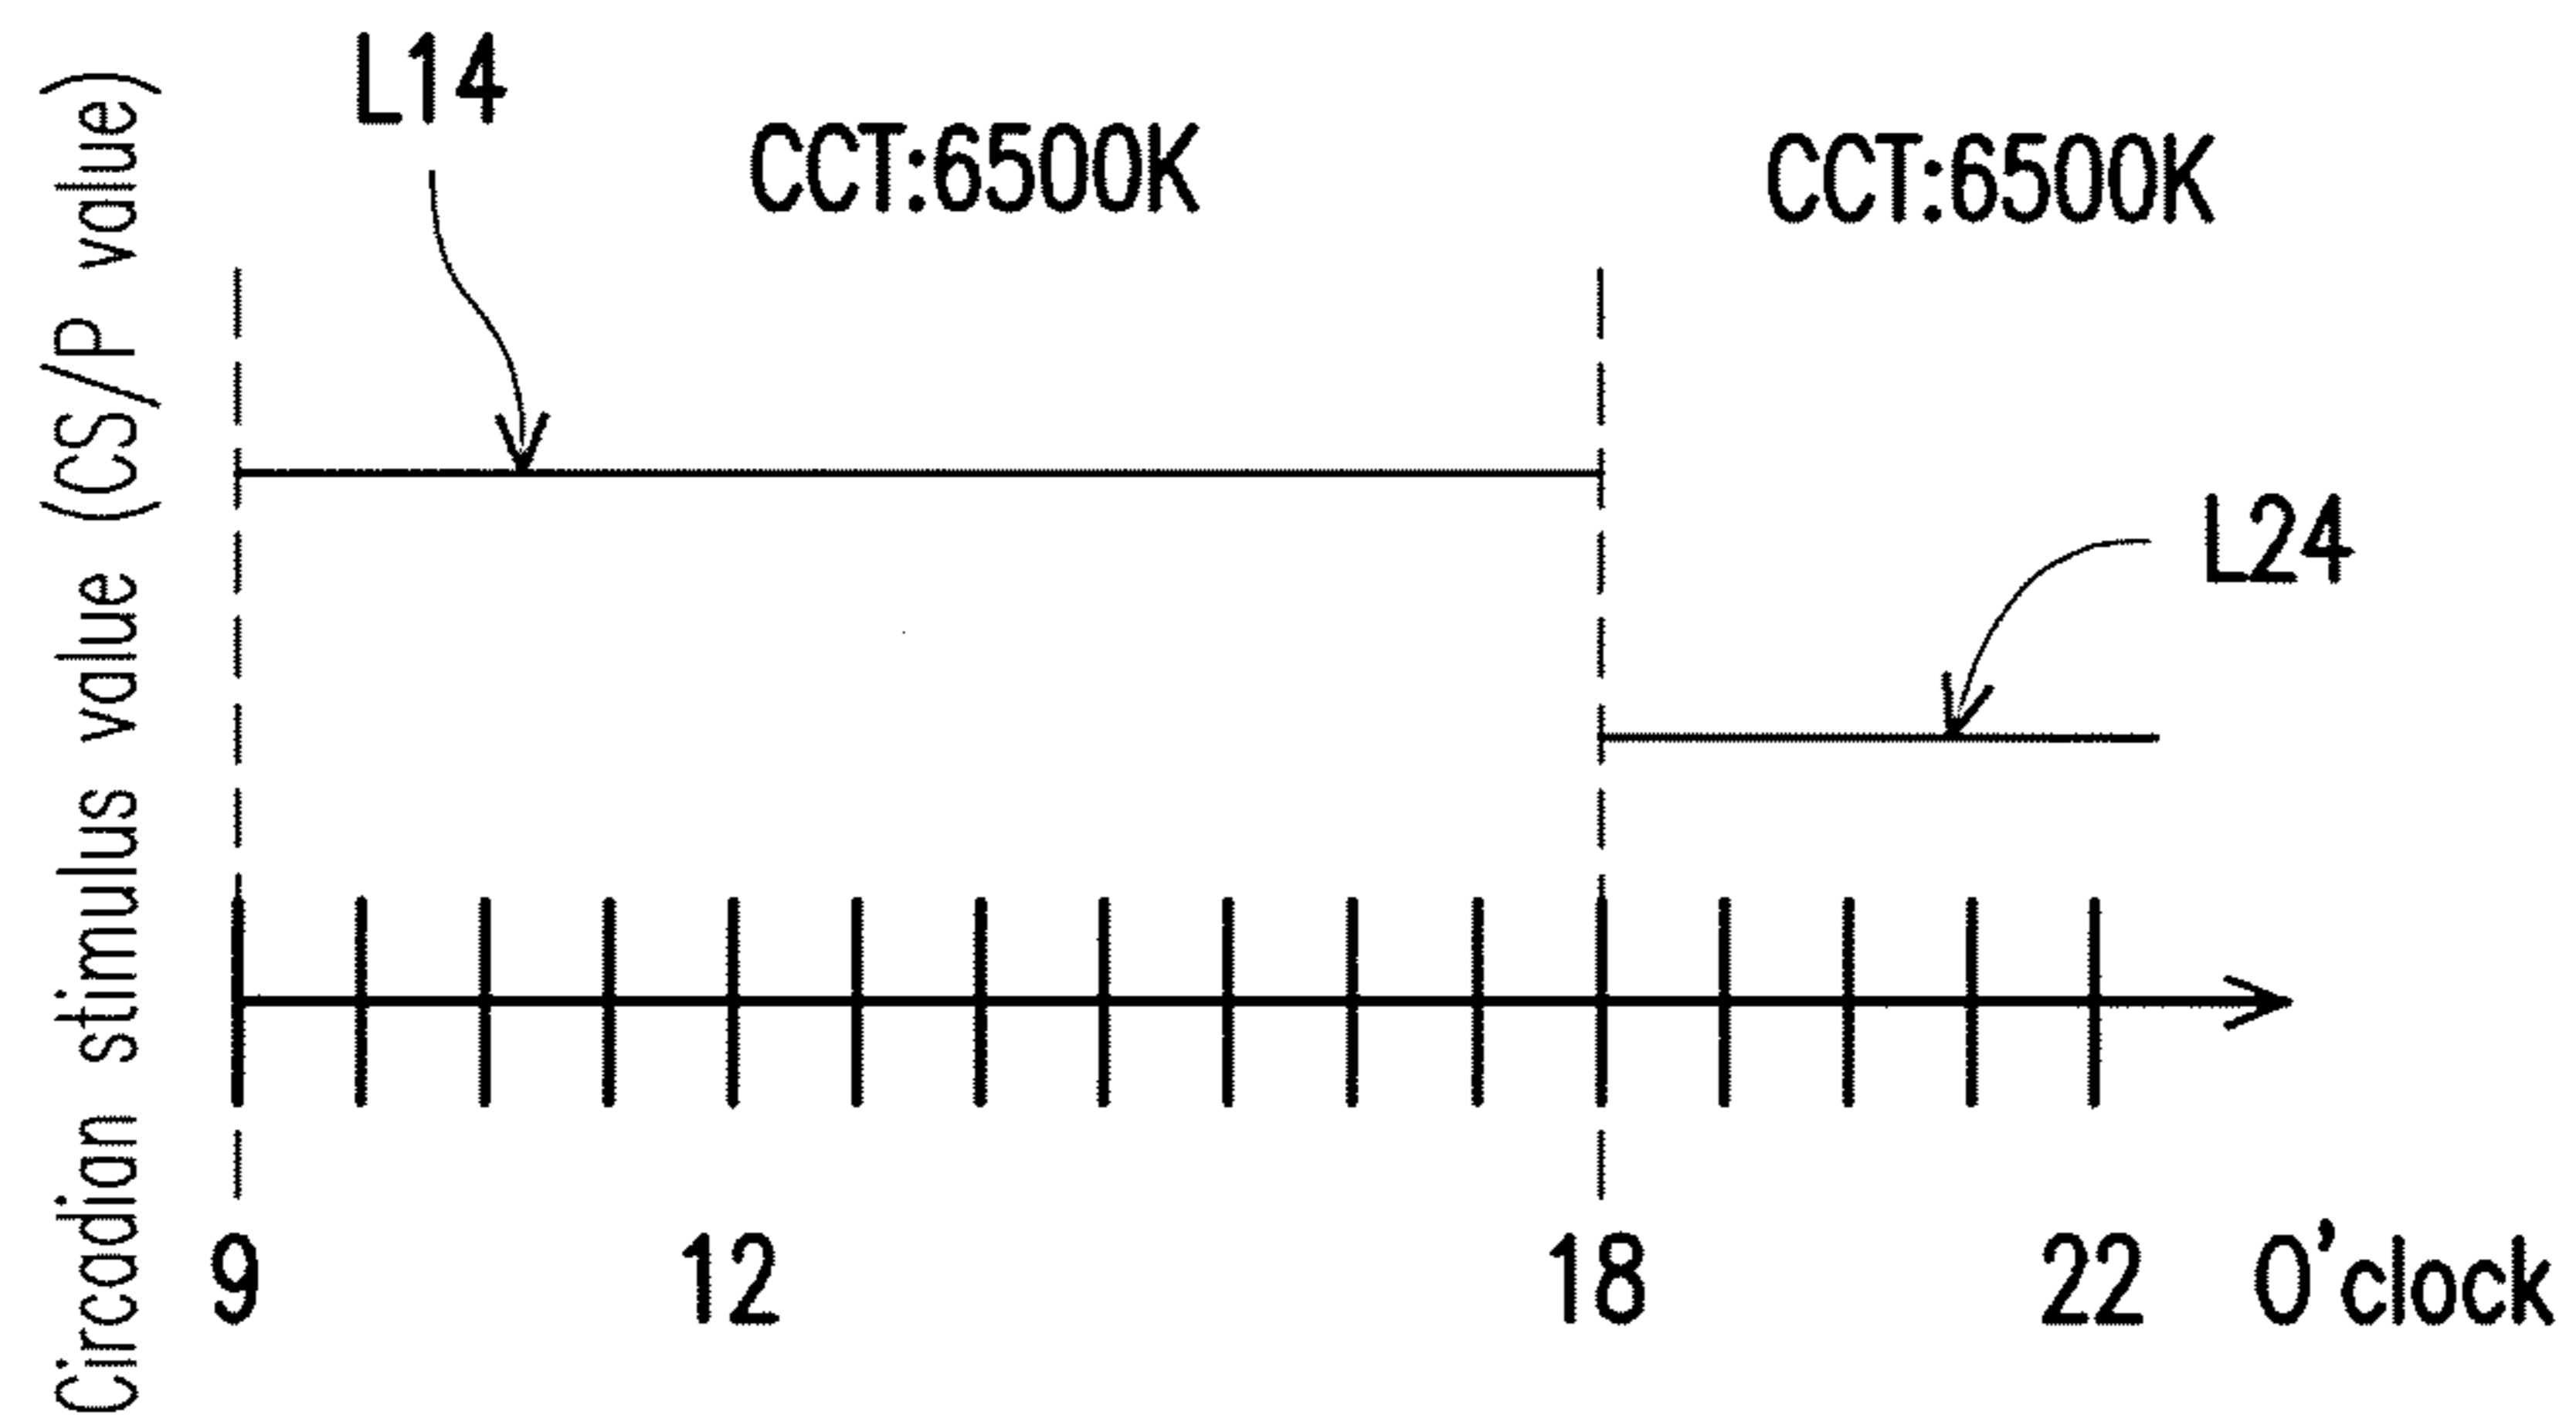 Circadian stimulus value (CS/P value)
L14
CCT:6500K
CCT:6500K
L24
9
12
18
22
O'clock